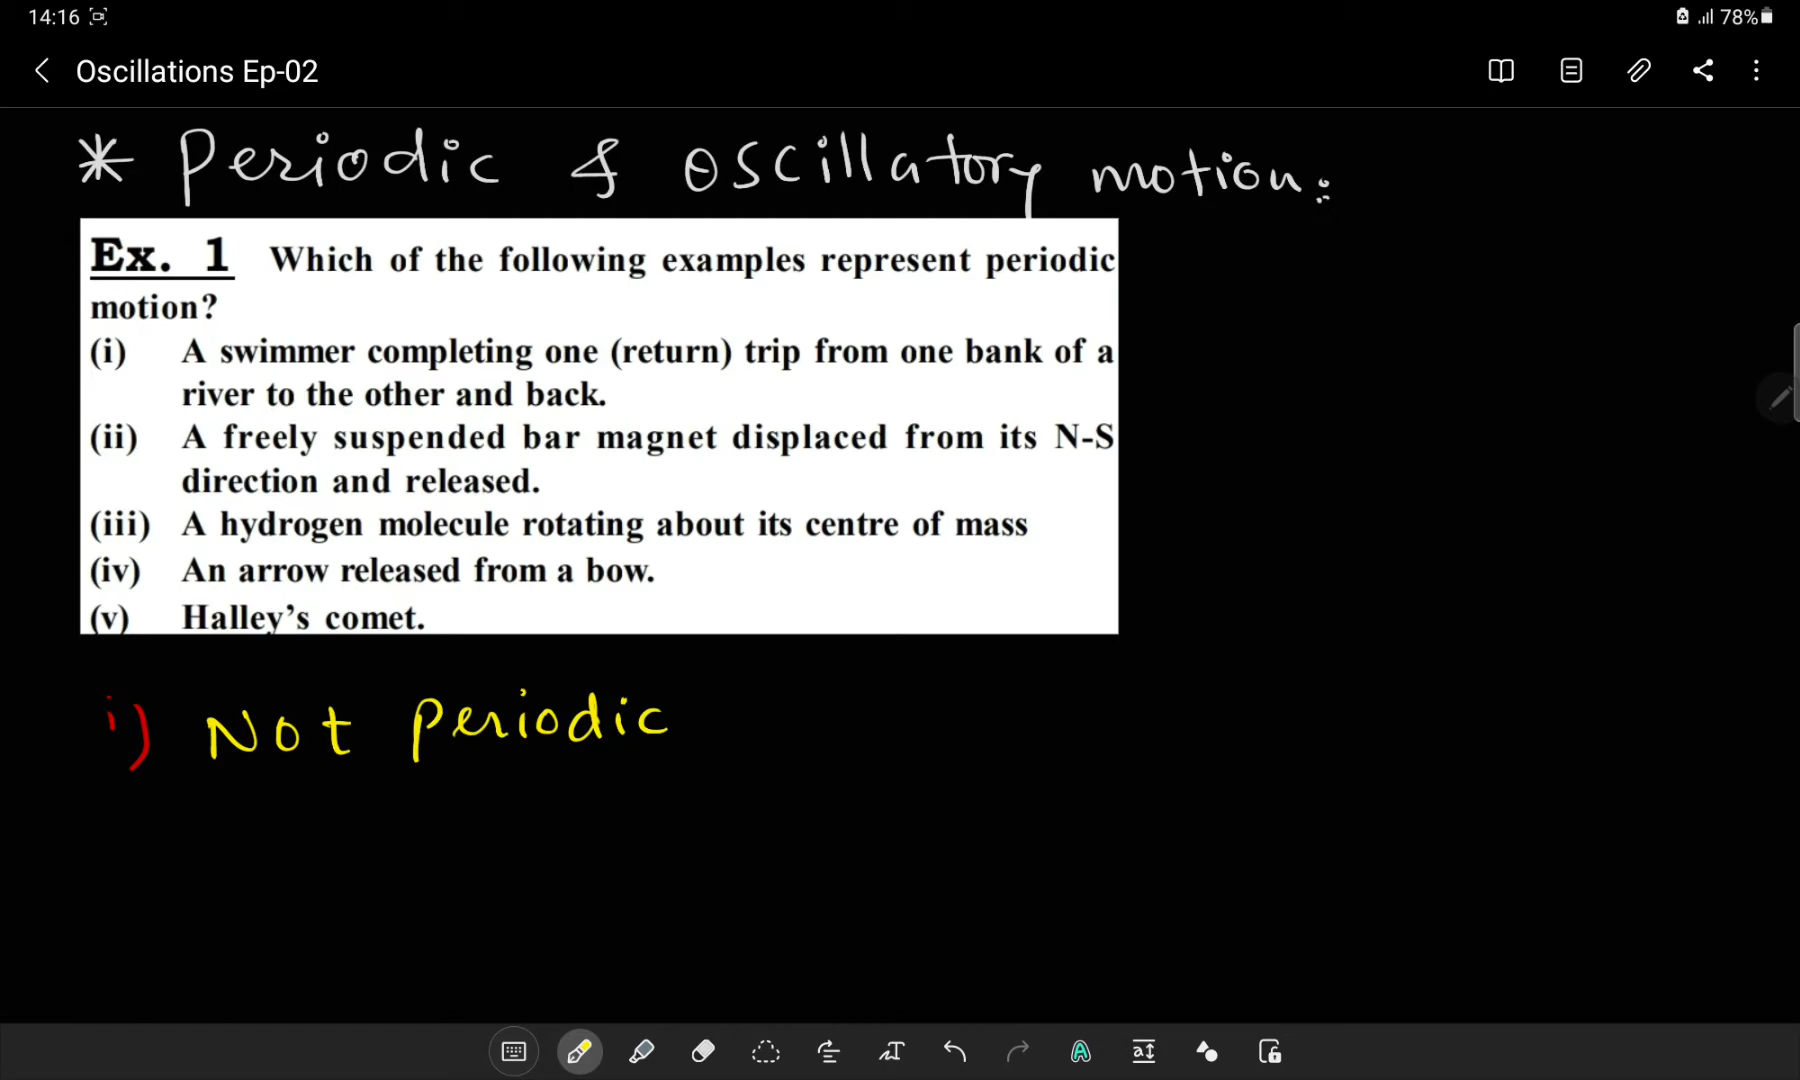 14:16
78%
Oscillations Ep-02
* Periodic & oscillatory motion:
Ex. 1 Which of the following examples represent periodic
motion?
(i) A swimmer completing one (return) trip from one bank of a
river to the other and back.
(ii) A freely suspended bar magnet displaced from its N-S
direction and released.
(iii) A hydrogen molecule rotating about its centre of mass
(iv) An arrow released from a bow.
(v) Halley's comet.
i) Not periodic